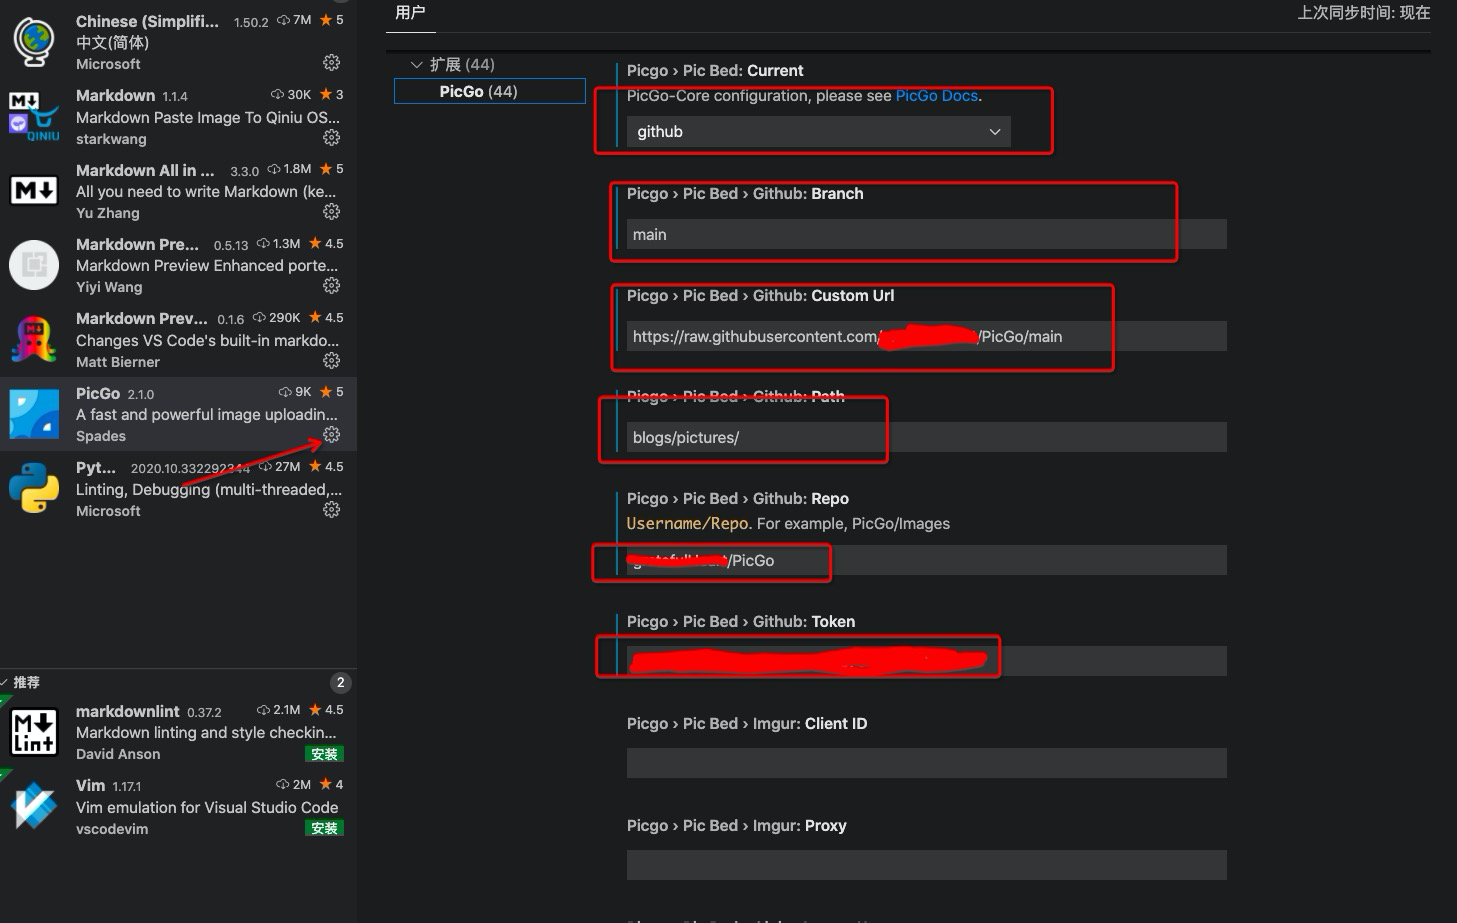 Chinese (Simplifi... 1.50.2 7M 5
中文(简体)
Microsoft
Markdown 1.1.4 30K 3
Markdown Paste Image To Qiniu OS...
starkwang
QINIU
Markdown All in ... 3.3.0 1.8M 5
All you need to write Markdown (ke...
Yu Zhang
Markdown Pre... 0.5.13 1.3M 4.5
Markdown Preview Enhanced porte...
Yiyi Wang
Markdown Prev... 0.1.6 290K 4.5
Changes VS Code's built-in markdo...
Matt Bierner
PicGo 2.1.0 9K 5
A fast and powerful image uploadin...
Spades
Pyt... 2020.10.332292344 27M 4.5
Linting, Debugging (multi-threaded,...
Microsoft
推荐 2
markdownlint 0.37.2 2.1M 4.5
Markdown linting and style checkin...
David Anson 安装
M Lint
Vim 1.17.1 2M 4
Vim emulation for Visual Studio Code
vscodevim 安装
用户
上次同步时间: 现在
扩展 (44)
PicGo (44)
Picgo › Pic Bed: Current
PicGo-Core configuration, please see PicGo Docs.
github
Picgo › Pic Bed › Github: Branch
main
Picgo › Pic Bed › Github: Custom Url
https://raw.githubusercontent.com/ /PicGo/main
Picgo › Pic Bed › Github: Path
blogs/pictures/
Picgo › Pic Bed › Github: Repo
Username/Repo. For example, PicGo/Images
/PicGo
Picgo › Pic Bed › Github: Token
Picgo › Pic Bed › Imgur: Client ID
Picgo › Pic Bed › Imgur: Proxy